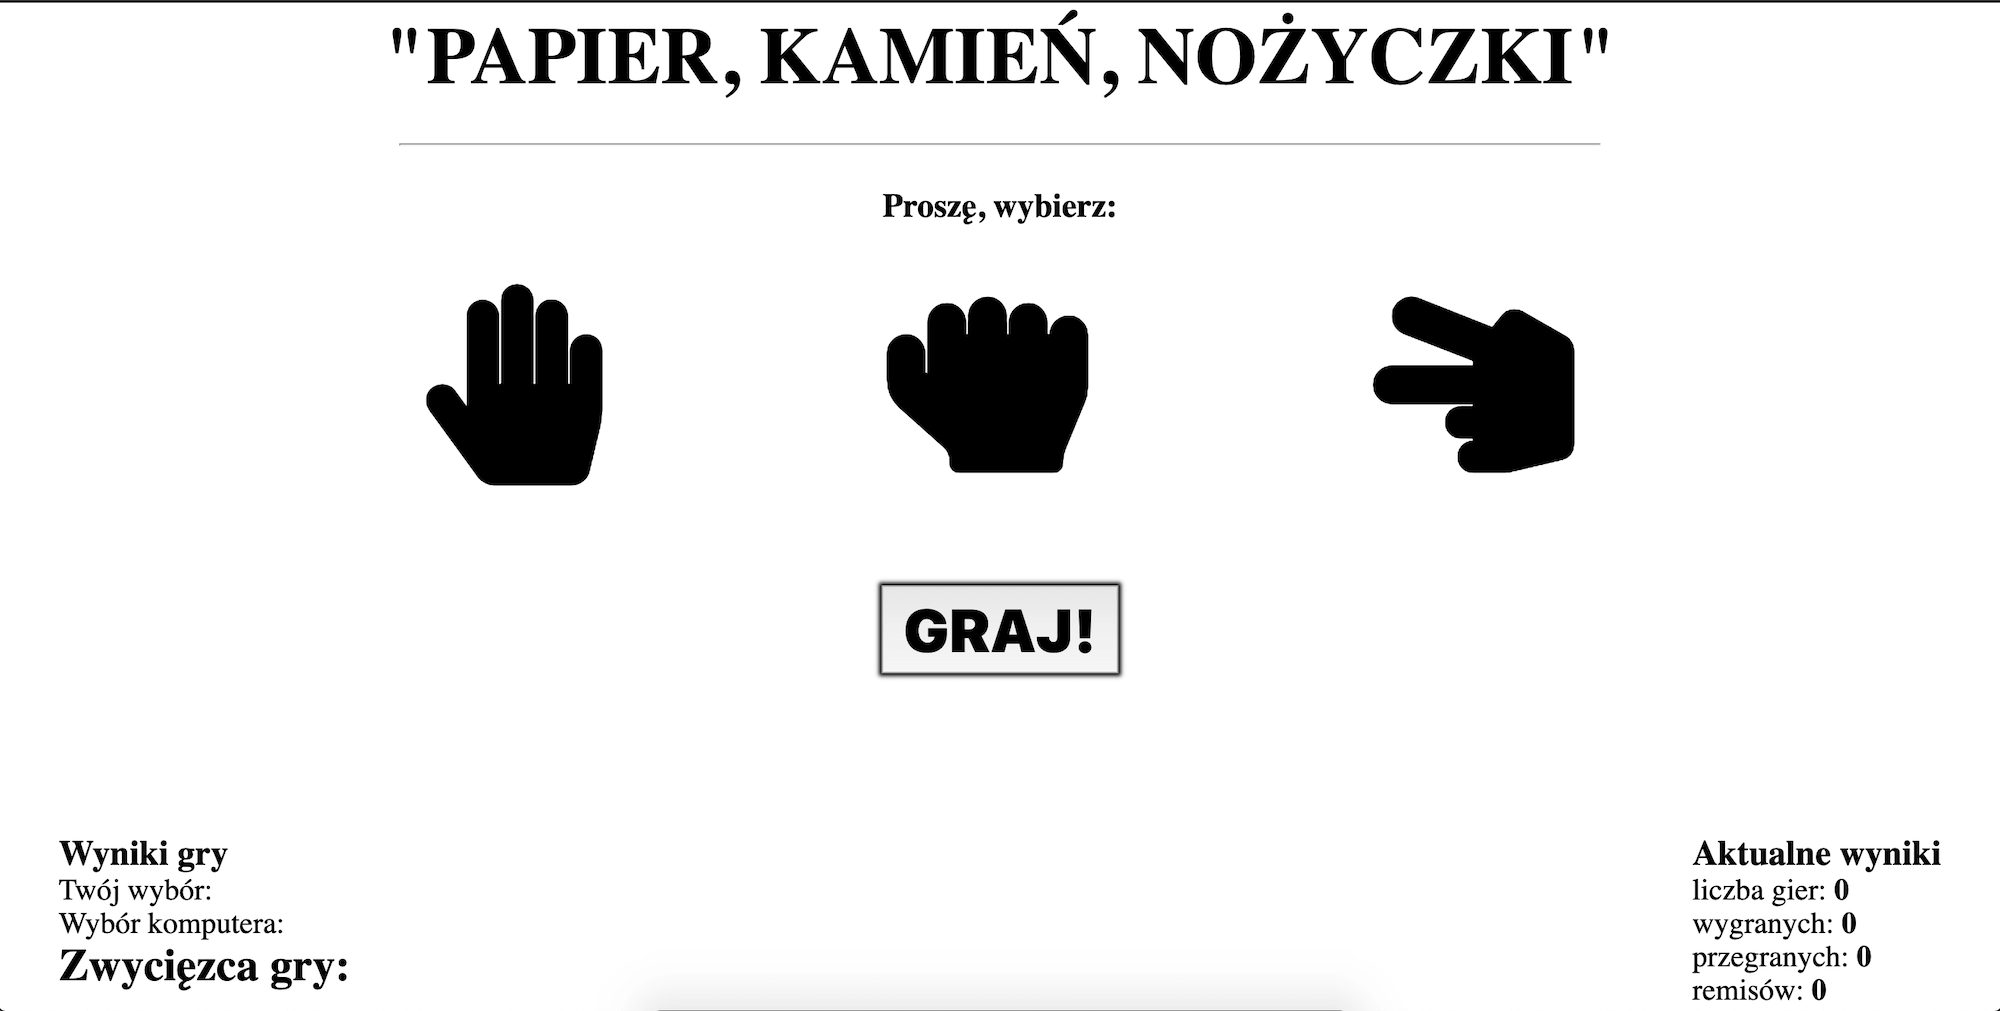 "PAPIER, KAMIEŃ, NOŻYCZKI"
Proszę, wybierz:
GRAJ!
Wyniki gry
Twój wybór:
Wybór komputera:
Zwycięzca gry:
Aktualne wyniki
liczba gier: 0
wygranych: 0
przegranych: 0
remisów: 0